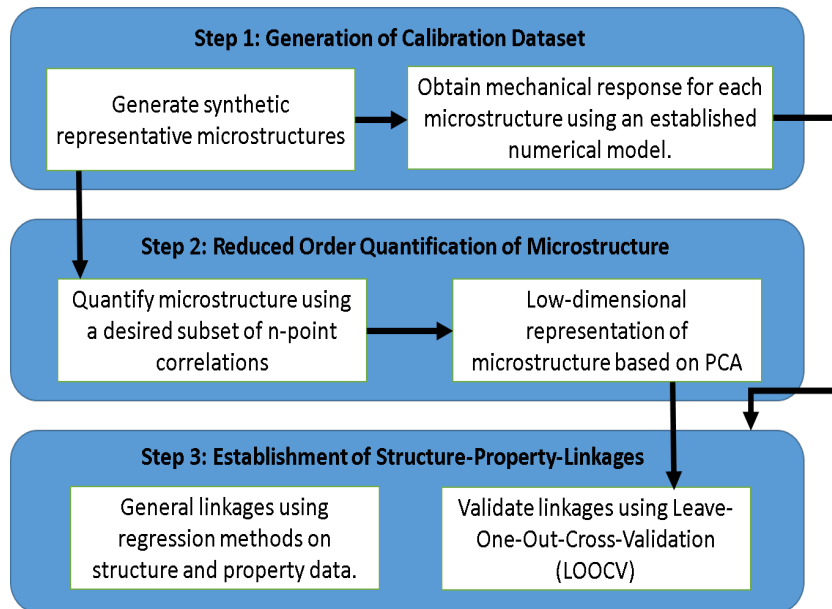 Step 1: Generation of Calibration Dataset
Generate synthetic
representative microstructures
Obtain mechanical response for each
microstructure using an established
numerical model.
Step 2: Reduced Order Quantification of Microstructure
Quantify microstructure using
a desired subset of n-point
correlations
Low-dimensional
representation of
microstructure based on PCA
Step 3: Establishment of Structure-Property-Linkages
General linkages using
regression methods on
structure and property data.
Validate linkages using Leave-
One-Out-Cross-Validation
(LOOCV)